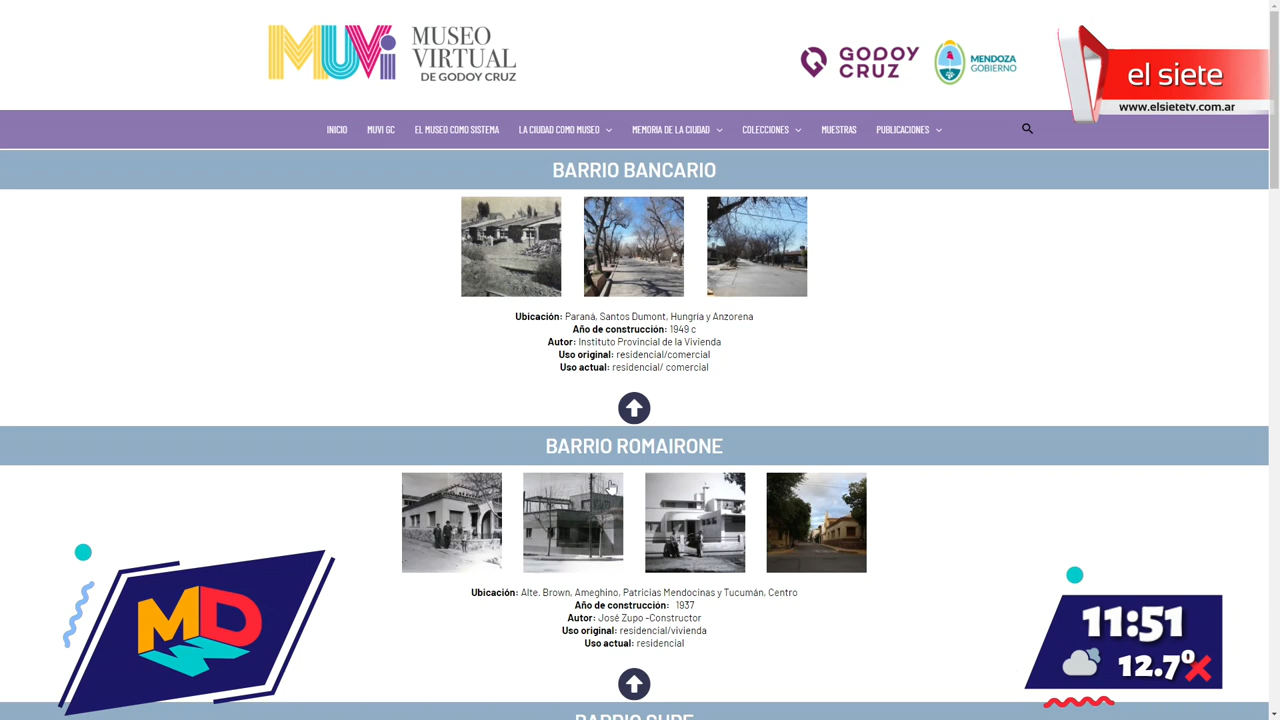 MUVi
MUSEO
VIRTUAL
DE GODOY CRUZ
GODOY
CRUZ
MENDOZA
GOBIERNO
el siete
www.elsietetv.com.ar
INICIO MUVI GC EL MUSEO COMO SISTEMA LA CIUDAD COMO MUSEO MEMORIA DE LA CIUDAD COLECCIONES MUESTRAS PUBLICACIONES
BARRIO BANCARIO
Ubicación: Paraná, Santos Dumont, Hungría y Anzorena
Año de construcción: 1949 c
Autor: Instituto Provincial de la Vivienda
Uso original: residencial/comercial
Uso actual: residencial/ comercial
BARRIO ROMAIRONE
Ubicación: Alte. Brown, Ameghino, Patricias Mendocinas y Tucumán, Centro
Año de construcción: 1937
Autor: José Zupo -Constructor
Uso original: residencial/vivienda
Uso actual: residencial
MD
11:51
12.7º